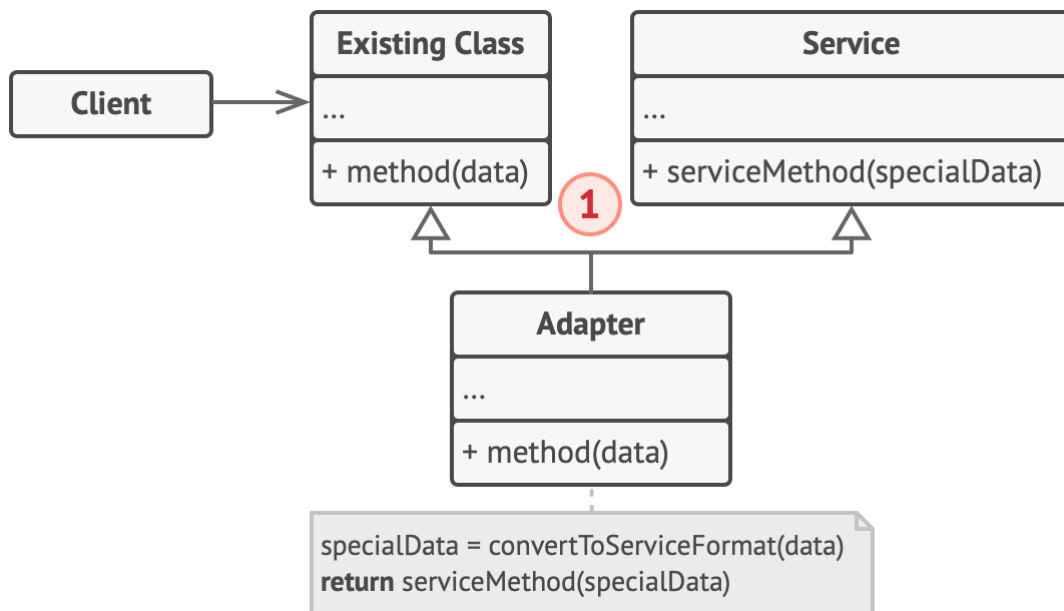 Client
Existing Class
...
+ method(data)
Service
...
+ serviceMethod(specialData)
1
Adapter
...
+ method(data)
specialData = convertToServiceFormat(data)
return serviceMethod(specialData)